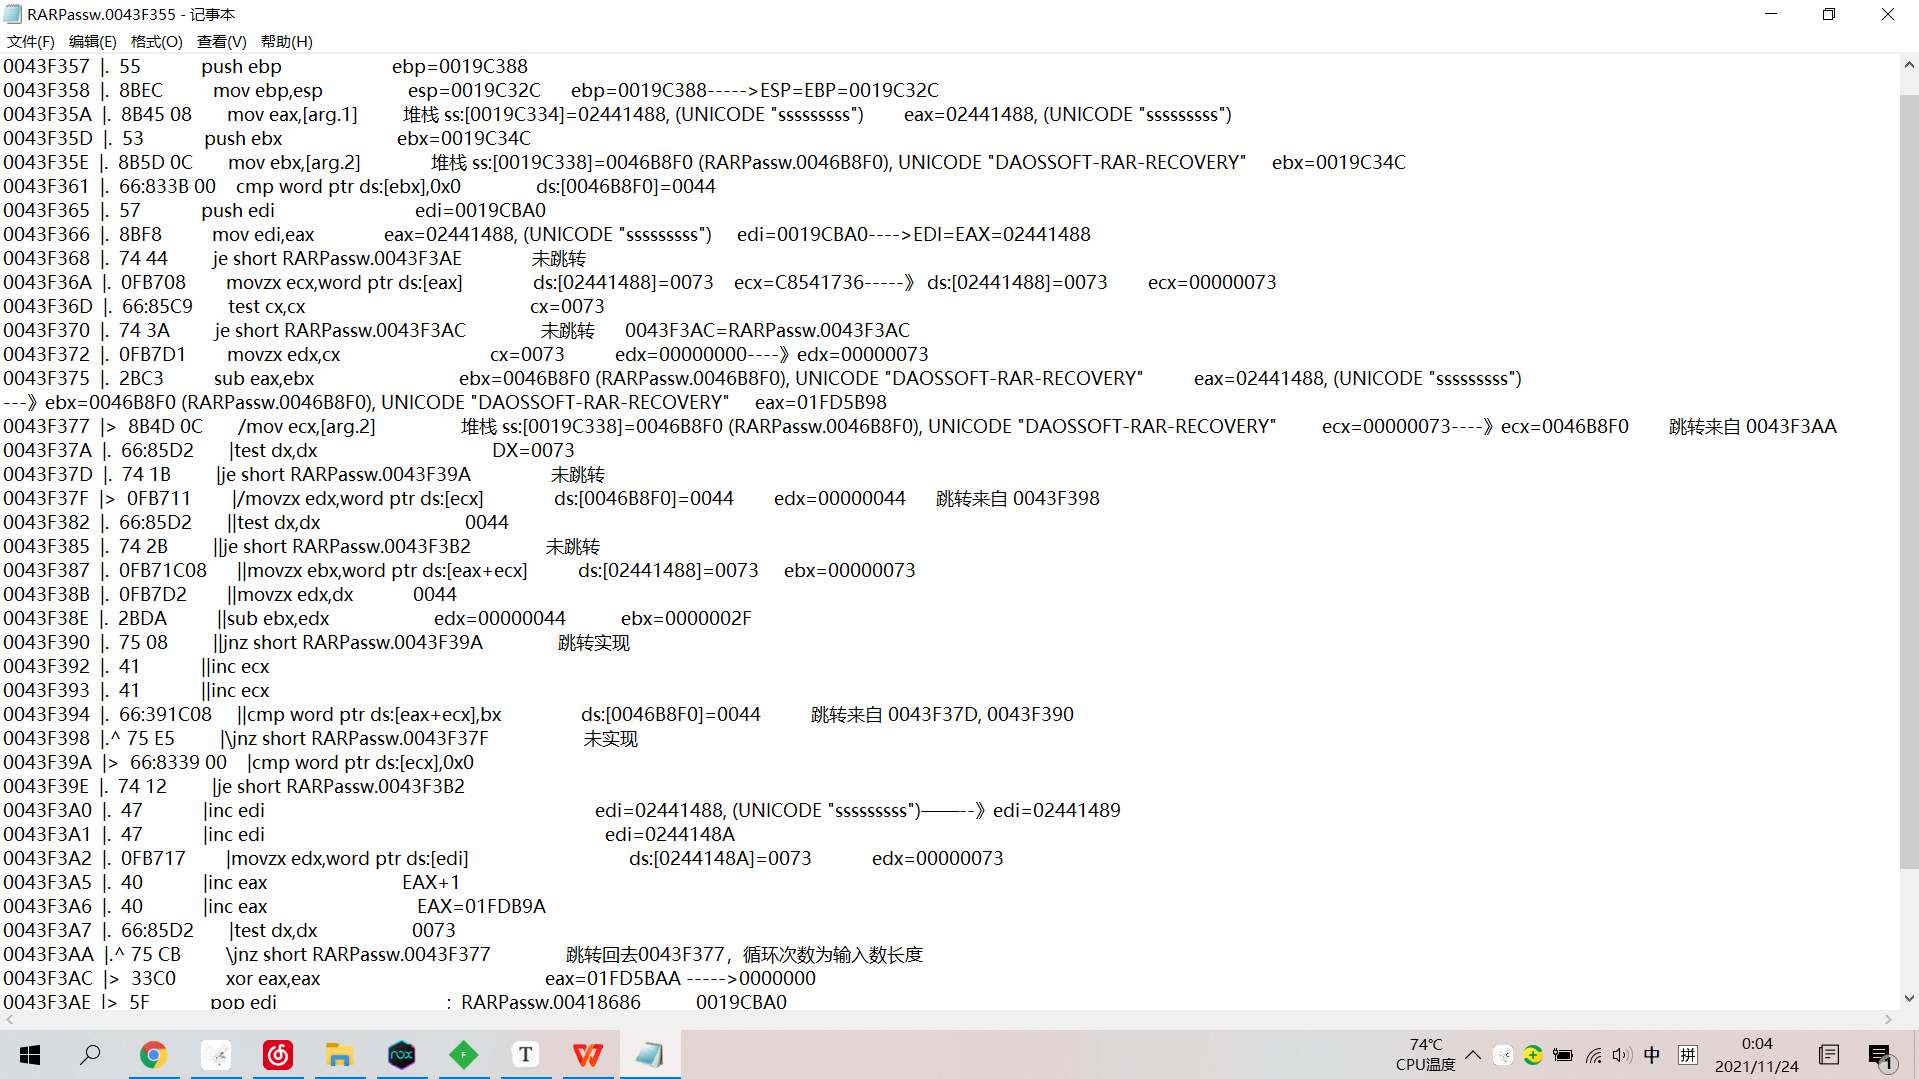 RARPassw.0043F355 - 记事本
文件(F) 编辑(E) 格式(O) 查看(V) 帮助(H)
0043F357 |. 55 push ebp ebp=0019C388
0043F358 |. 8BEC mov ebp,esp esp=0019C32C ebp=0019C388----->ESP=EBP=0019C32C
0043F35A |. 8B45 08 mov eax,[arg.1] 堆栈 ss:[0019C334]=02441488, (UNICODE "sssssssss") eax=02441488, (UNICODE "sssssssss")
0043F35D |. 53 push ebx ebx=0019C34C
0043F35E |. 8B5D 0C mov ebx,[arg.2] 堆栈 ss:[0019C338]=0046B8F0 (RARPassw.0046B8F0), UNICODE "DAOSSOFT-RAR-RECOVERY" ebx=0019C34C
0043F361 |. 66:833B 00 cmp word ptr ds:[ebx],0x0 ds:[0046B8F0]=0044
0043F365 |. 57 push edi edi=0019CBA0
0043F366 |. 8BF8 mov edi,eax eax=02441488, (UNICODE "sssssssss") edi=0019CBA0---->EDI=EAX=02441488
0043F368 |. 74 44 je short RARPassw.0043F3AE 未跳转
0043F36A |. 0FB708 movzx ecx,word ptr ds:[eax] ds:[02441488]=0073 ecx=C8541736-----》 ds:[02441488]=0073 ecx=00000073
0043F36D |. 66:85C9 test cx,cx cx=0073
0043F370 |. 74 3A je short RARPassw.0043F3AC 未跳转 0043F3AC=RARPassw.0043F3AC
0043F372 |. 0FB7D1 movzx edx,cx cx=0073 edx=00000000----》edx=00000073
0043F375 |. 2BC3 sub eax,ebx ebx=0046B8F0 (RARPassw.0046B8F0), UNICODE "DAOSSOFT-RAR-RECOVERY" eax=02441488, (UNICODE "sssssssss")
---》ebx=0046B8F0 (RARPassw.0046B8F0), UNICODE "DAOSSOFT-RAR-RECOVERY" eax=01FD5B98
0043F377 |> 8B4D 0C /mov ecx,[arg.2] 堆栈 ss:[0019C338]=0046B8F0 (RARPassw.0046B8F0), UNICODE "DAOSSOFT-RAR-RECOVERY" ecx=00000073----》ecx=0046B8F0 跳转来自 0043F3AA
0043F37A |. 66:85D2 |test dx,dx DX=0073
0043F37D |. 74 1B |je short RARPassw.0043F39A 未跳转
0043F37F |> 0FB711 |/movzx edx,word ptr ds:[ecx] ds:[0046B8F0]=0044 edx=00000044 跳转来自 0043F398
0043F382 |. 66:85D2 ||test dx,dx 0044
0043F385 |. 74 2B ||je short RARPassw.0043F3B2 未跳转
0043F387 |. 0FB71C08 ||movzx ebx,word ptr ds:[eax+ecx] ds:[02441488]=0073 ebx=00000073
0043F38B |. 0FB7D2 ||movzx edx,dx 0044
0043F38E |. 2BDA ||sub ebx,edx edx=00000044 ebx=0000002F
0043F390 |. 75 08 ||jnz short RARPassw.0043F39A 跳转实现
0043F392 |. 41 ||inc ecx
0043F393 |. 41 ||inc ecx
0043F394 |. 66:391C08 ||cmp word ptr ds:[eax+ecx],bx ds:[0046B8F0]=0044 跳转来自 0043F37D, 0043F390
0043F398 |.^ 75 E5 |\jnz short RARPassw.0043F37F 未实现
0043F39A |> 66:8339 00 |cmp word ptr ds:[ecx],0x0
0043F39E |. 74 12 |je short RARPassw.0043F3B2
0043F3A0 |. 47 |inc edi edi=02441488, (UNICODE "sssssssss")———--》edi=02441489
0043F3A1 |. 47 |inc edi edi=0244148A
0043F3A2 |. 0FB717 |movzx edx,word ptr ds:[edi] ds:[0244148A]=0073 edx=00000073
0043F3A5 |. 40 |inc eax EAX+1
0043F3A6 |. 40 |inc eax EAX=01FDB9A
0043F3A7 |. 66:85D2 |test dx,dx 0073
0043F3AA |.^ 75 CB \jnz short RARPassw.0043F377 跳转回去0043F377，循环次数为输入数长度
0043F3AC |> 33C0 xor eax,eax eax=01FD5BAA ----->0000000
0043F3AE |> 5F pop edi ; RARPassw.00418686 0019CBA0
nox
F
T
W
74℃
CPU温度
中
拼
0:04
2021/11/24
1